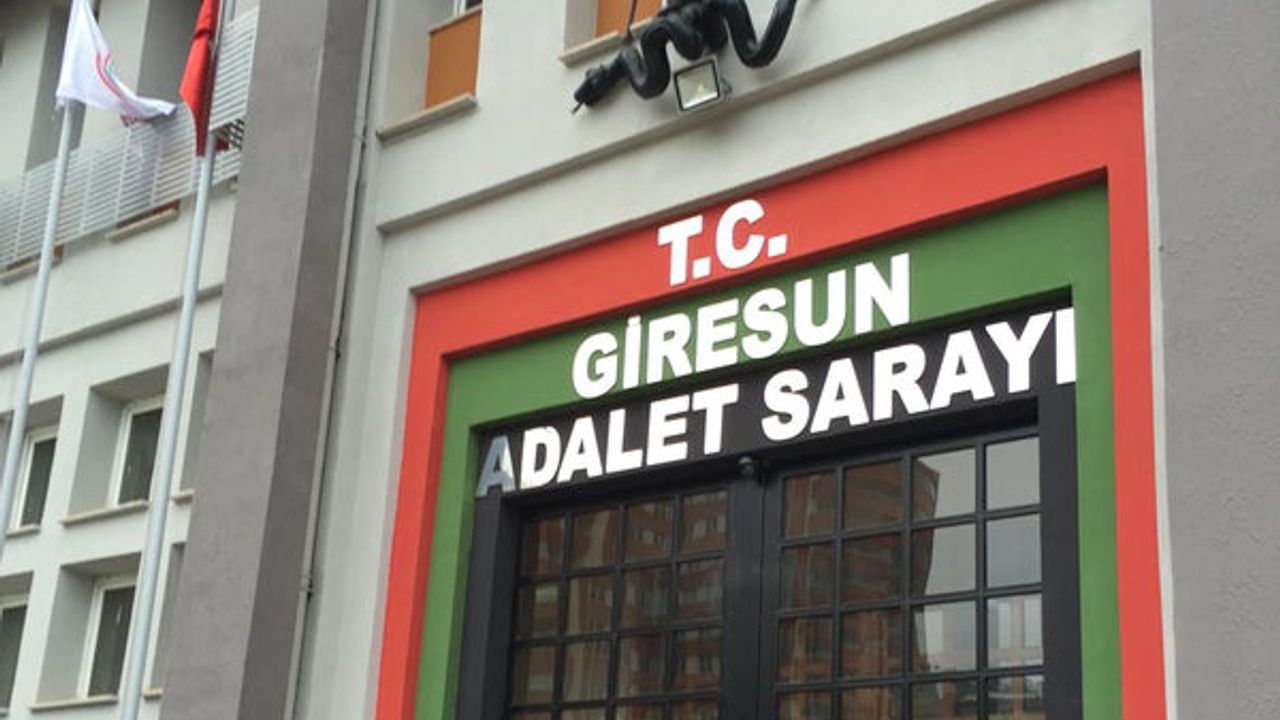 T.C.
GİRESUN
ADALET SARAYI